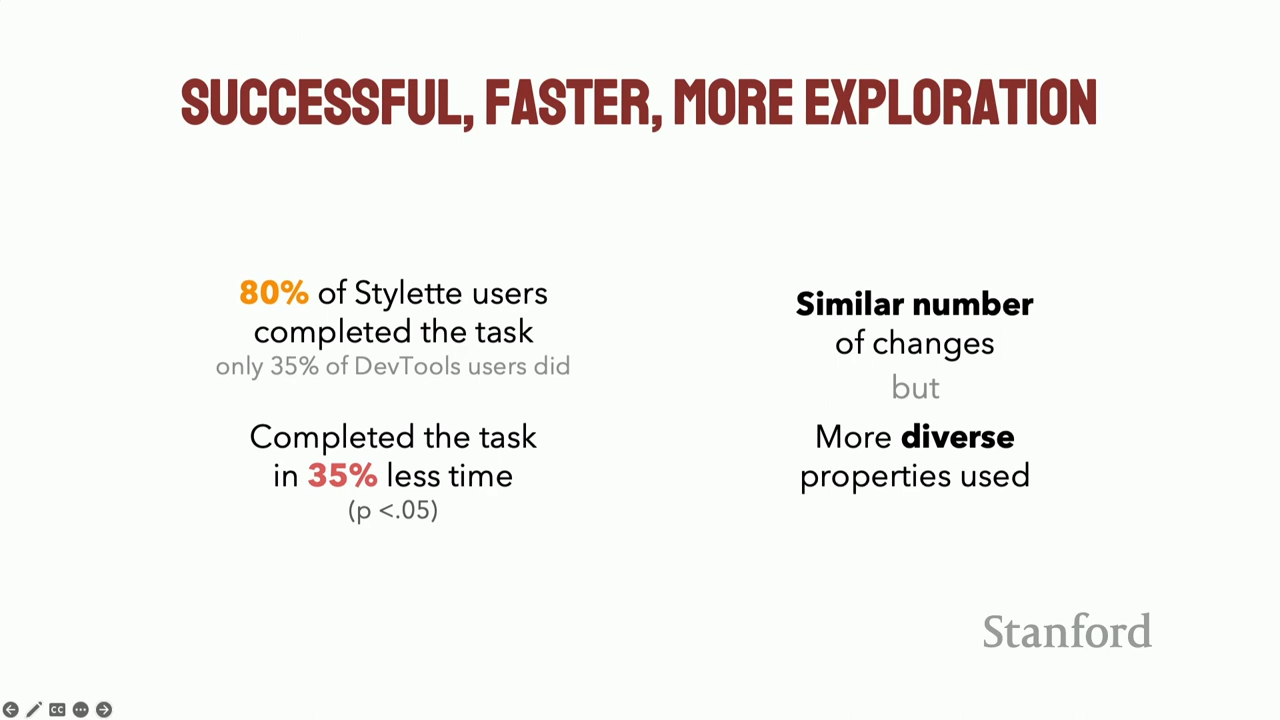 SUCCESSFUL, FASTER, MORE EXPLORATION
80% of Stylette users
completed the task
only 35% of DevTools users did
Completed the task
in 35% less time
(p <.05)
Similar number
of changes
but
More diverse
properties used
Stanford
CC